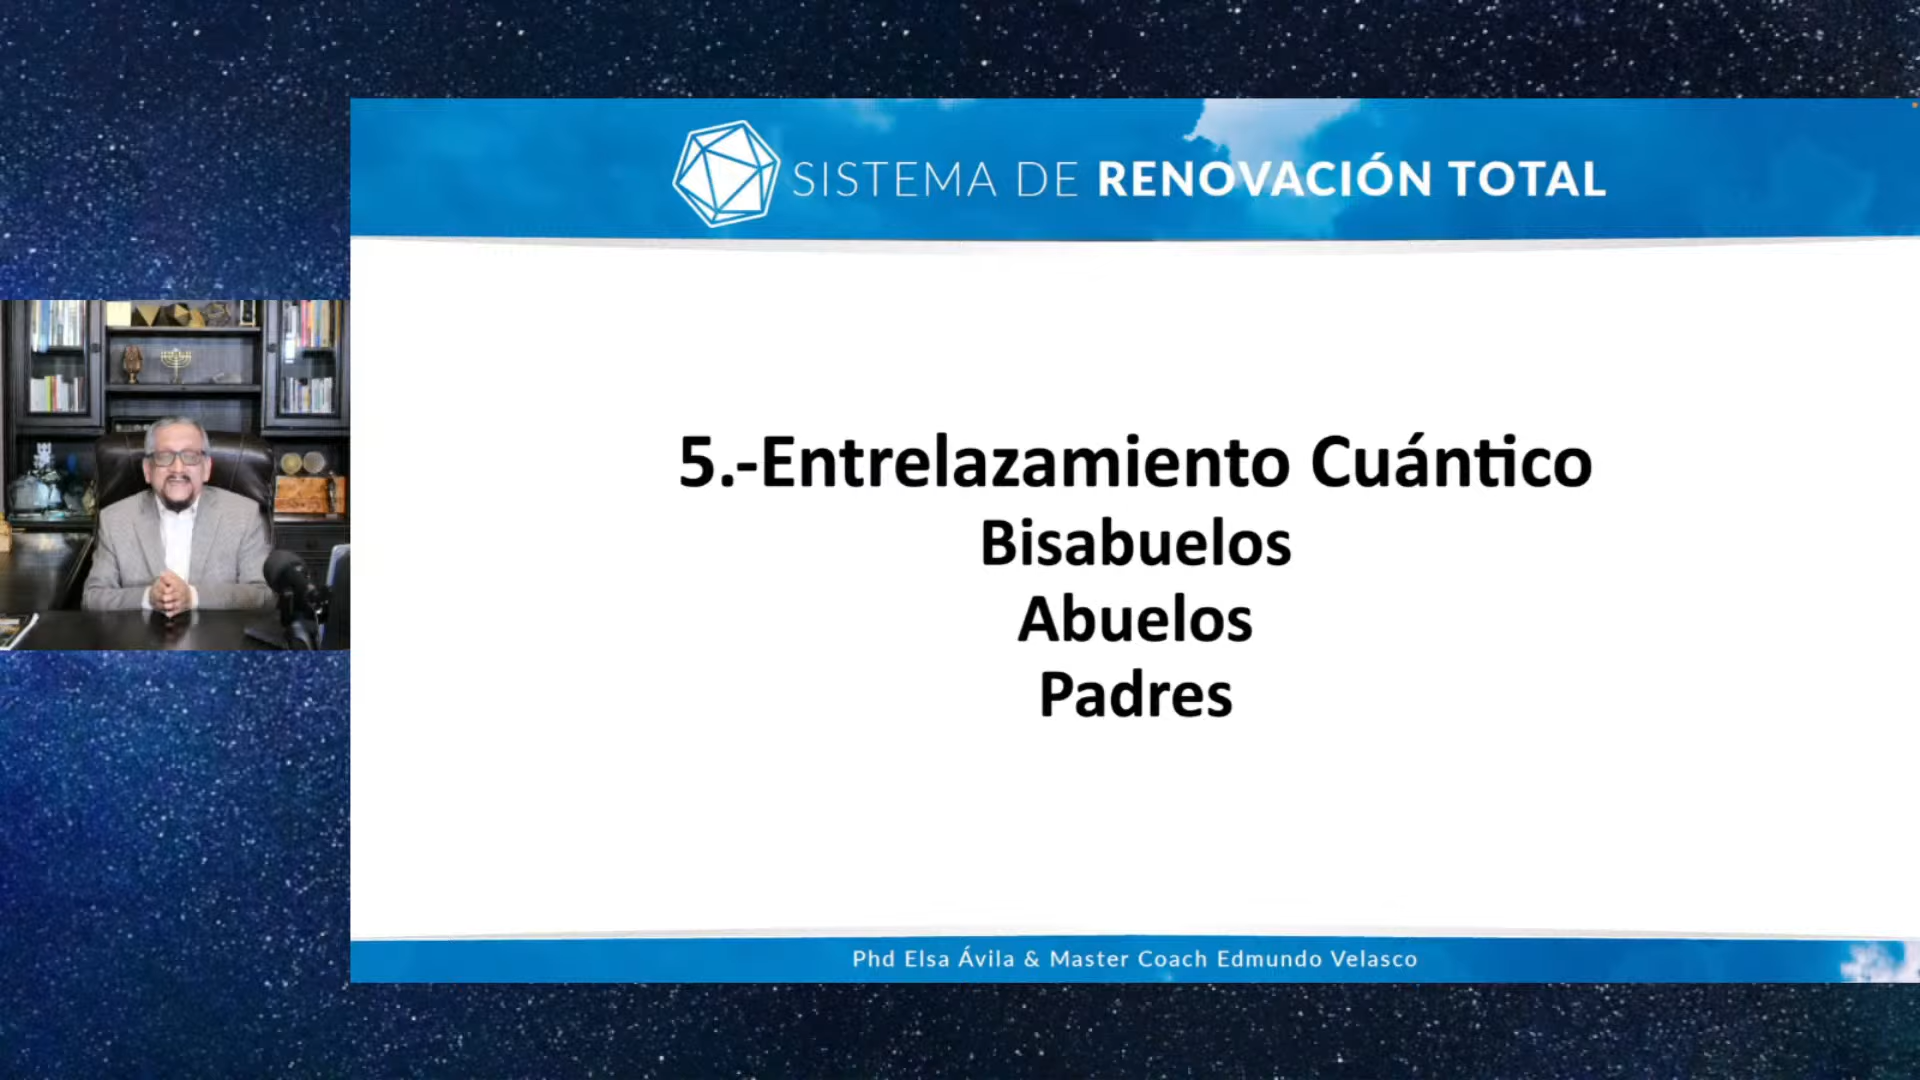 SISTEMA DE RENOVACIÓN TOTAL
5.-Entrelazamiento Cuántico
Bisabuelos
Abuelos
Padres
Phd Elsa Ávila & Master Coach Edmundo Velasco